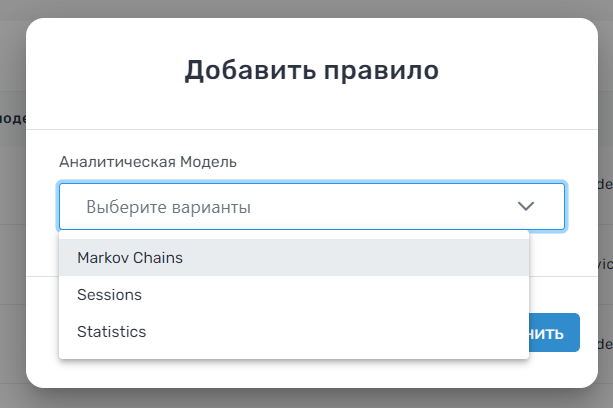 Добавить правило
Аналитическая Модель
Выберите варианты
Markov Chains
Sessions
Statistics